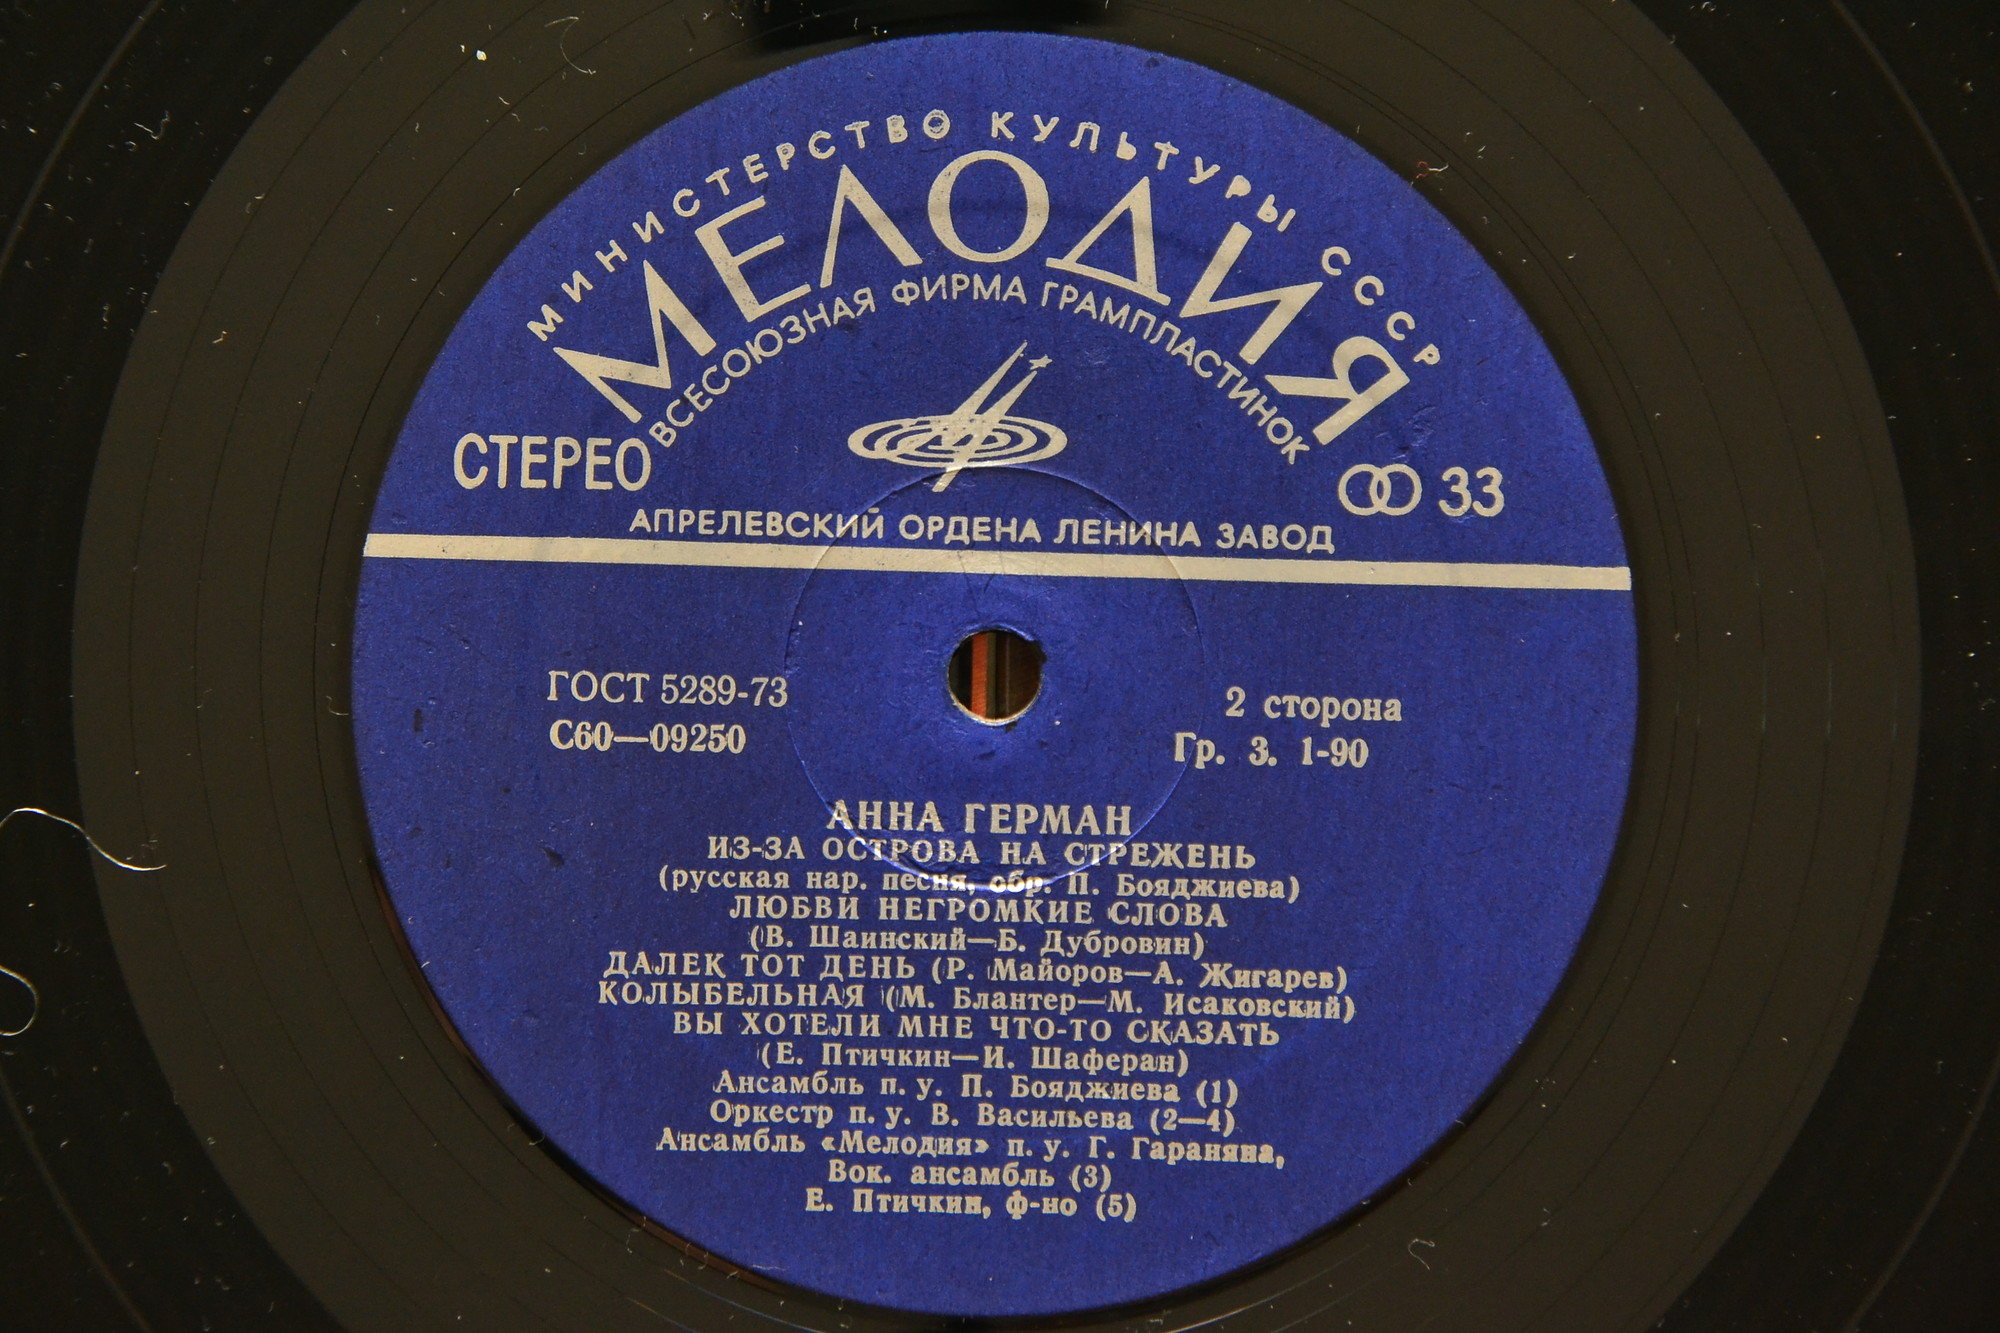 МИНИСТЕРСТВО КУЛЬТУРЫ СССР
МЕЛОДИЯ
ВСЕСОЮЗНАЯ ФИРМА ГРАМПЛАСТИНОК
СТЕРЕО
33
АПРЕЛЕВСКИЙ ОРДЕНА ЛЕНИНА ЗАВОД
ГОСТ 5289-73
С60—09250
2 сторона
Гр. 3. 1-90
АННА ГЕРМАН
ИЗ-ЗА ОСТРОВА НА СТРЕЖЕНЬ
(русская нар. песня, обр. П. Бояджиева)
ЛЮБВИ НЕГРОМКИЕ СЛОВА
(В. Шаинский—Б. Дубровин)
ДАЛЕК ТОТ ДЕНЬ (Р. Майоров—А. Жигарев)
КОЛЫБЕЛЬНАЯ (М. Блантер—М. Исаковский)
ВЫ ХОТЕЛИ МНЕ ЧТО-ТО СКАЗАТЬ
(Е. Птичкин—И. Шаферан)
Ансамбль п. у. П. Бояджиева (1)
Оркестр п. у. В. Васильева (2—4)
Ансамбль «Мелодия» п. у. Г. Гараняна,
Вок. ансамбль (3)
Е. Птичкин, ф-но (5)